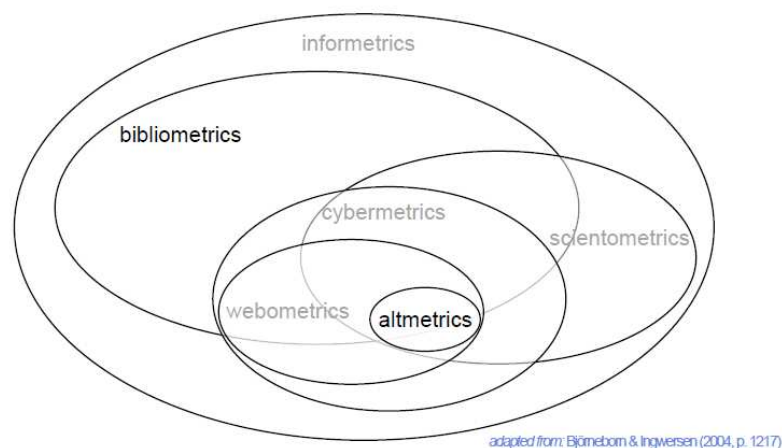 informetrics
bibliometrics
cybermetrics
scientometrics
webometrics
altmetrics
adapted from: Björneborn & Ingwersen (2004, p. 1217)